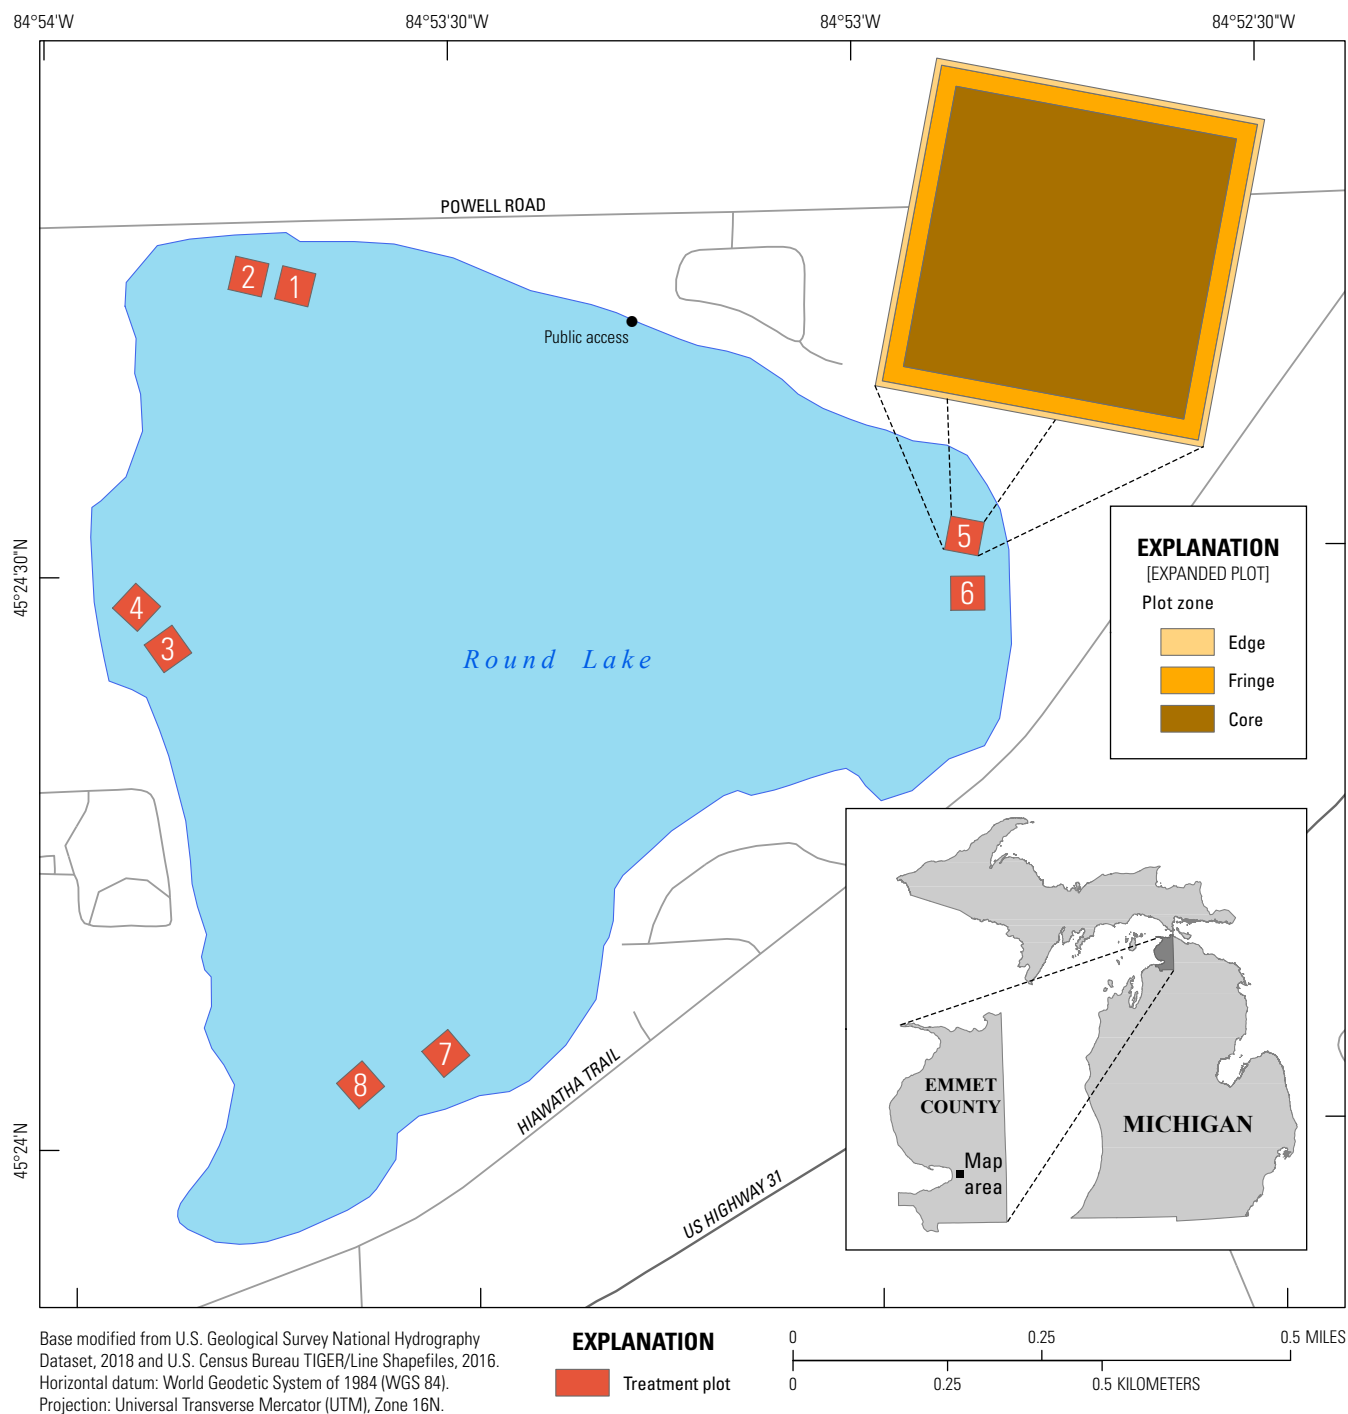 84°54'W
84°53'30"W
84°53'W
84°52'30"W
POWELL ROAD
2
1
Public access
5
6
4
3
Round Lake
45°24'30"N
EXPLANATION
[EXPANDED PLOT]
Plot zone
Edge
Fringe
Core
7
8
HIAWATHA TRAIL
US HIGHWAY 31
45°24'N
EMMET
COUNTY
Map
area
MICHIGAN
Base modified from U.S. Geological Survey National Hydrography
Dataset, 2018 and U.S. Census Bureau TIGER/Line Shapefiles, 2016.
Horizontal datum: World Geodetic System of 1984 (WGS 84).
Projection: Universal Transverse Mercator (UTM), Zone 16N.
EXPLANATION
Treatment plot
0 0.25 0.5 MILES
0 0.25 0.5 KILOMETERS